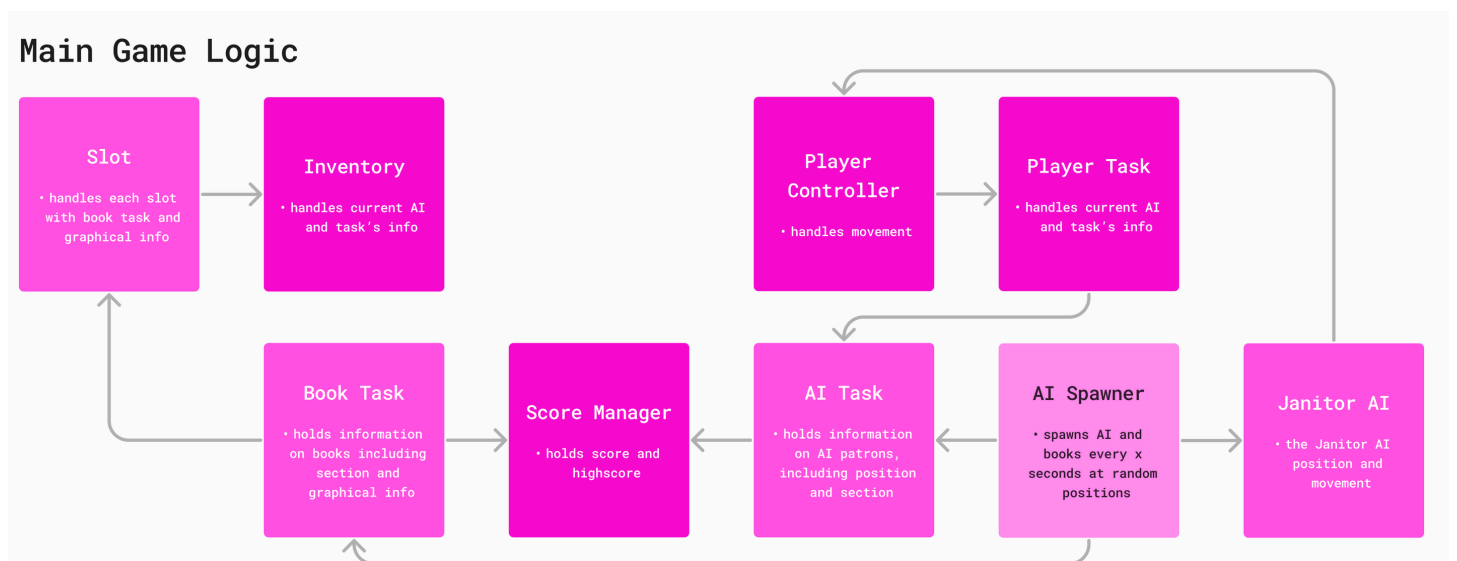 Main Game Logic
Slot
• handles each slot
with book task and
graphical info
Inventory
• handles current AI
and task’s info
Player
Controller
• handles movement
Player Task
• handles current AI
and task’s info
Book Task
• holds information
on books including
section and
graphical info
Score Manager
• holds score and
highscore
AI Task
• holds information
on AI patrons,
including position
and section
AI Spawner
• spawns AI and
books every x
seconds at random
positions
Janitor AI
• the Janitor AI
position and
movement